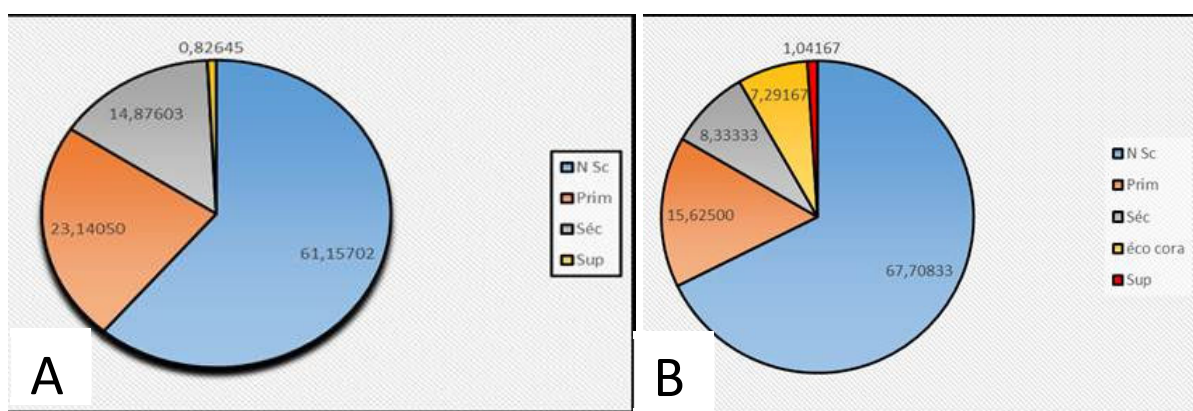 0,82645
14,87603
23,14050
61,15702
N Sc
Prim
Séc
Sup
A
1,04167
7,29167
8,33333
15,62500
67,70833
N Sc
Prim
Séc
éco cora
Sup
B